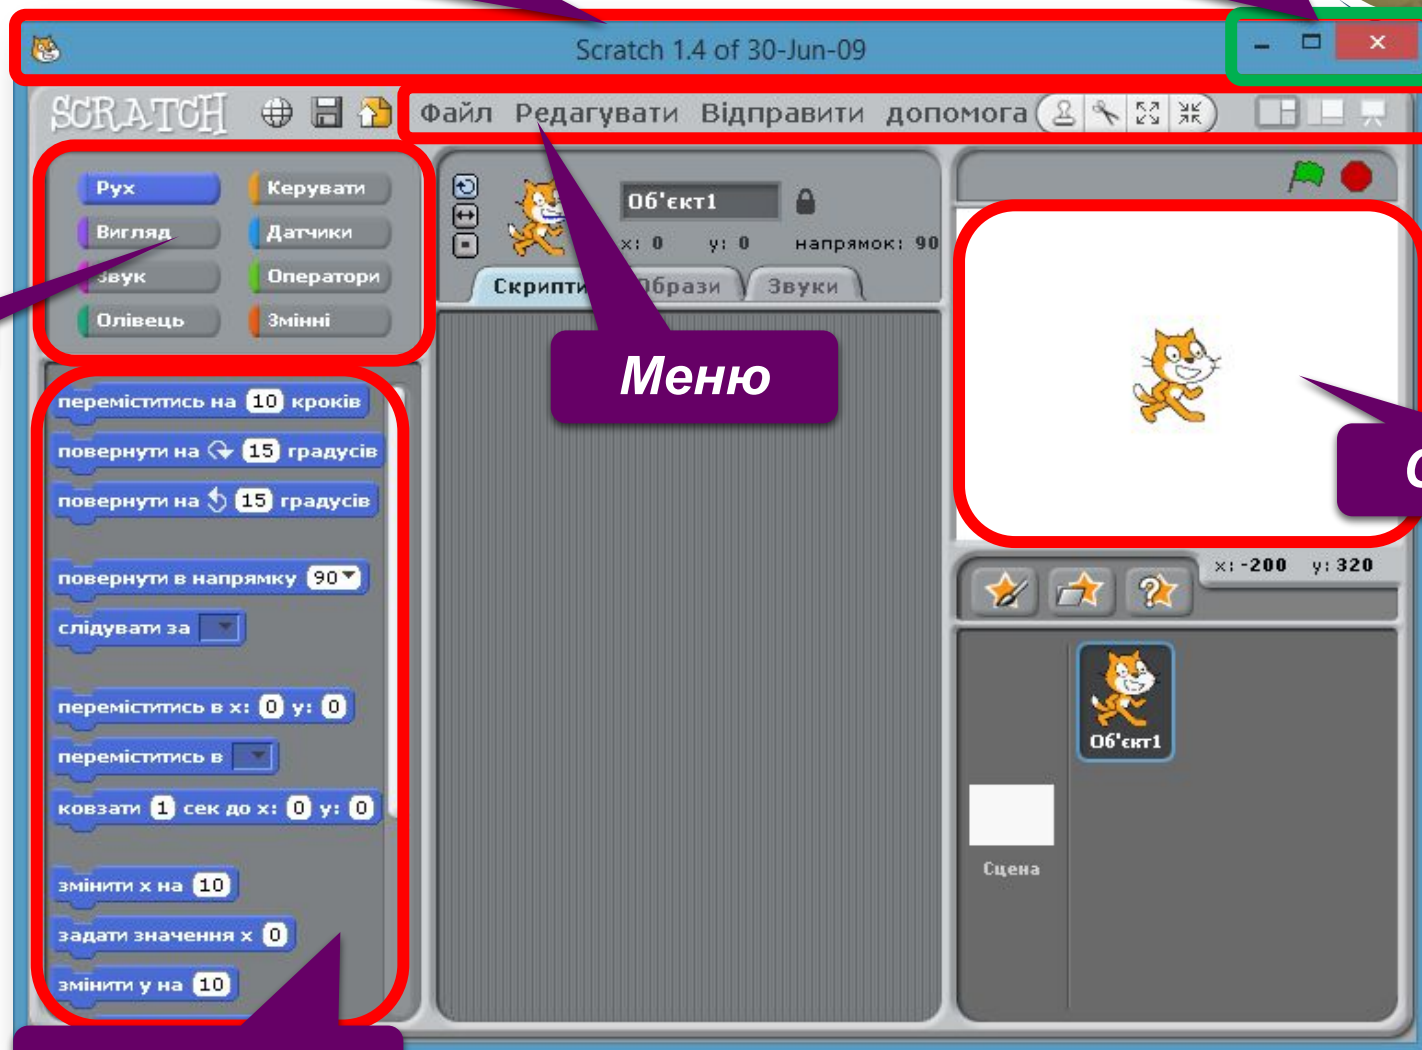 Scratch 1.4 of 30-Jun-09
SCRATCH
Файл Редагувати Відправити допомога
Рух Керувати
Вигляд Датчики
Звук Оператори
Олівець Змінні
Об'єкт1
x: 0 y: 0 напрямок: 90
Скрипти Образи Звуки
Меню
переміститись на 10 кроків
повернути на 15 градусів
повернути на 15 градусів
повернути в напрямку 90
слідувати за
переміститись в x: 0 y: 0
переміститись в
ковзати 1 сек до x: 0 y: 0
змінити x на 10
задати значення x 0
змінити y на 10
x: -200 y: 320
Об'єкт1
Сцена